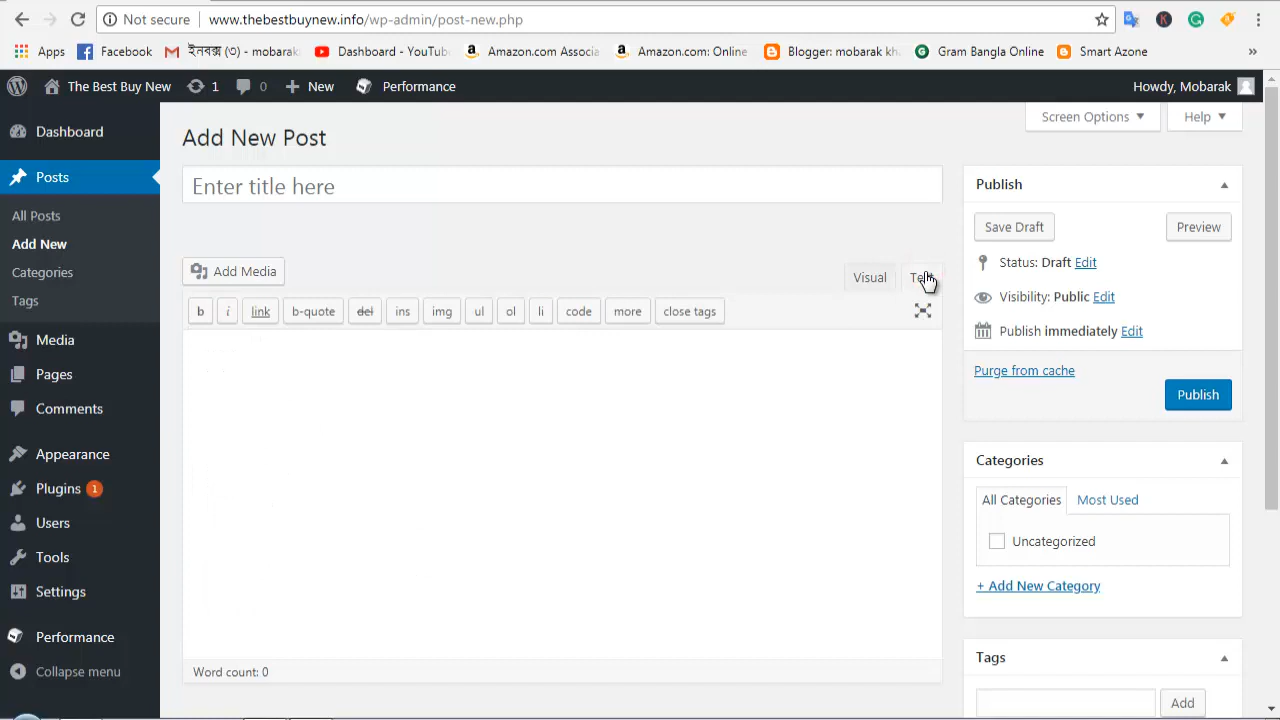 Not secure www.thebestbuynew.info/wp-admin/post-new.php
Apps Facebook ইনবক্স (৩) - mobarak Dashboard - YouTub Amazon.com Associa Amazon.com: Online Blogger: mobarak kh Gram Bangla Online Smart Azone »
The Best Buy New 1 0 New Performance Howdy, Mobarak
Screen Options Help
Dashboard
Posts
All Posts
Add New
Categories
Tags
Media
Pages
Comments
Appearance
Plugins 1
Users
Tools
Settings
Performance
Collapse menu
Add New Post
Enter title here
Add Media
Visual
b i link b-quote del ins img ul ol li code more close tags
Word count: 0
Publish
Save Draft Preview
Status: Draft Edit
Visibility: Public Edit
Publish immediately Edit
Purge from cache
Publish
Categories
All Categories Most Used
Uncategorized
+ Add New Category
Tags
Add